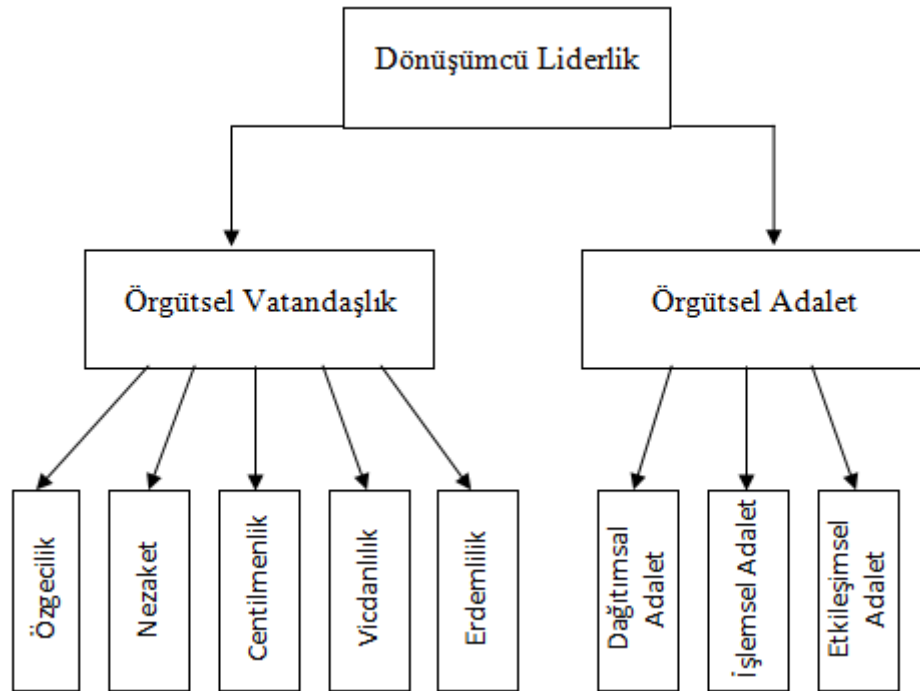 Dönüşümcü Liderlik
Örgütsel Vatandaşlık
Örgütsel Adalet
Özgecilik
Nezaket
Centilmenlik
Vicdanlılık
Erdemlilik
Dağıtımsal
Adalet
İşlemsel Adalet
Etkileşimsel
Adalet